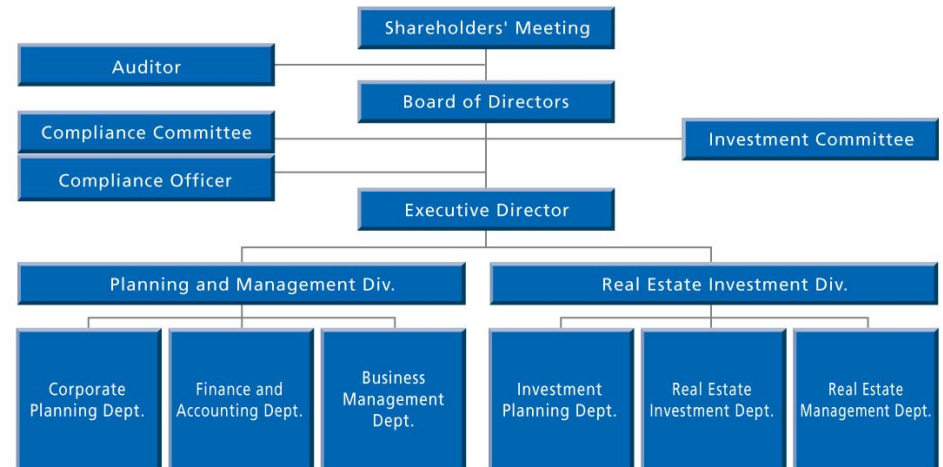 Shareholders' Meeting
Auditor
Board of Directors
Compliance Committee
Investment Committee
Compliance Officer
Executive Director
Planning and Management Div.
Real Estate Investment Div.
Corporate
Planning Dept.
Finance and
Accounting Dept.
Business
Management
Dept.
Investment
Planning Dept.
Real Estate
Investment Dept.
Real Estate
Management Dept.